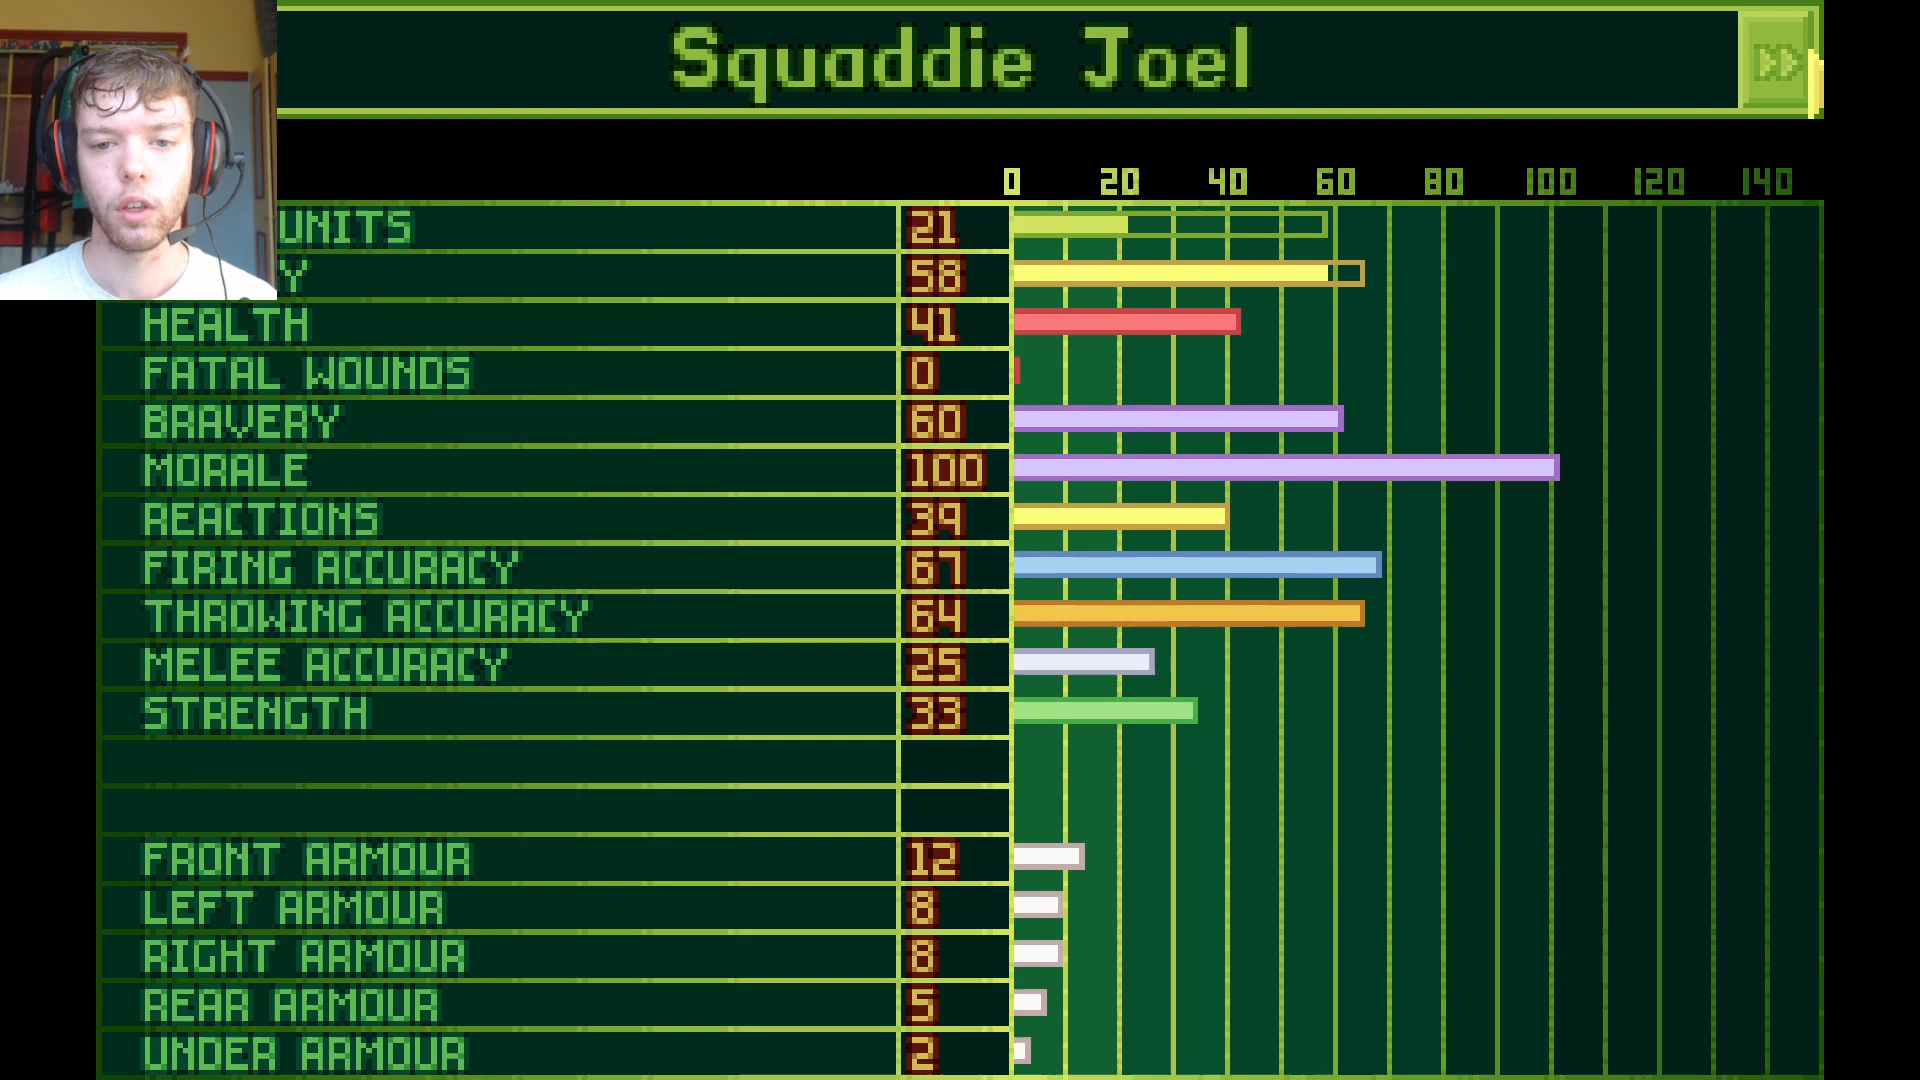 Squaddie Joel
0 20 40 60 80 100 120 140
UNITS 21
Y 58
HEALTH 41
FATAL WOUNDS 0
BRAVERY 60
MORALE 100
REACTIONS 39
FIRING ACCURACY 67
THROWING ACCURACY 64
MELEE ACCURACY 25
STRENGTH 33
FRONT ARMOUR 12
LEFT ARMOUR 8
RIGHT ARMOUR 8
REAR ARMOUR 5
UNDER ARMOUR 2